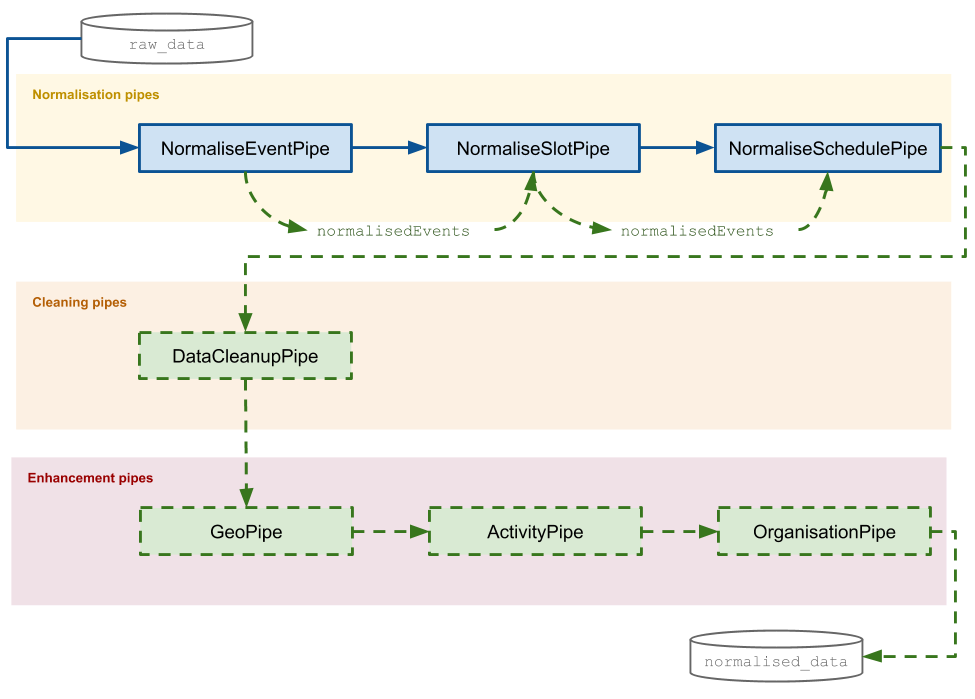 raw_data
Normalisation pipes
NormaliseEventPipe
NormaliseSlotPipe
NormaliseSchedulePipe
normalisedEvents
normalisedEvents
Cleaning pipes
DataCleanupPipe
Enhancement pipes
GeoPipe
ActivityPipe
OrganisationPipe
normalised_data